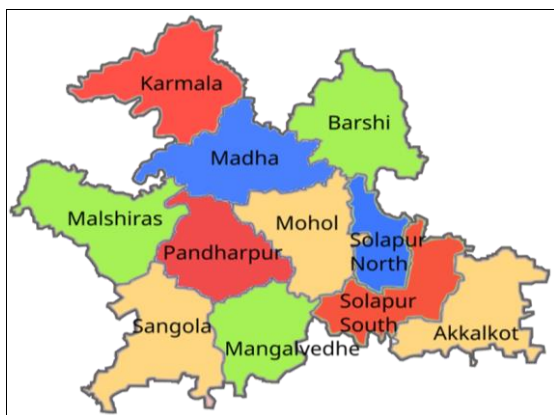 Karmala
Barshi
Madha
Malshiras
Mohol
Pandharpur
Solapur
North
Solapur
South
Sangola
Akkalkot
Mangalvedhe